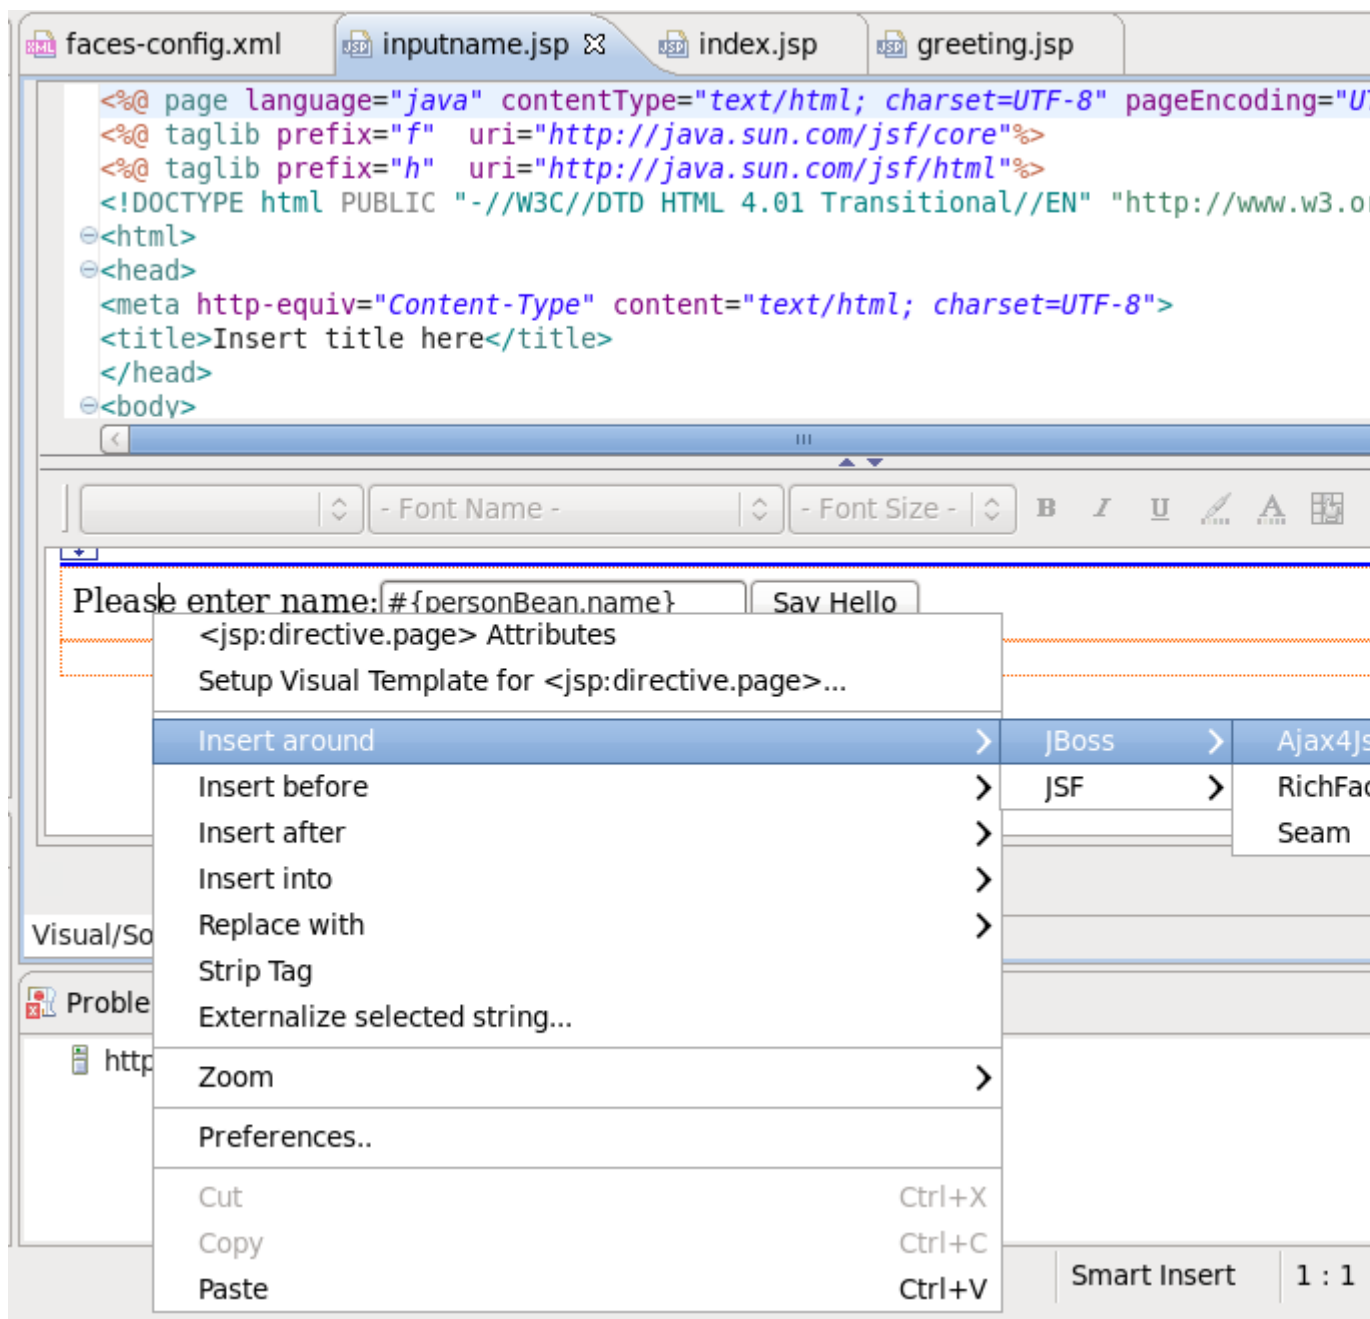 faces-config.xml inputname.jsp index.jsp greeting.jsp
<%@ page language="java" contentType="text/html; charset=UTF-8" pageEncoding="UT
<%@ taglib prefix="f"  uri="http://java.sun.com/jsf/core"%>
<%@ taglib prefix="h"  uri="http://java.sun.com/jsf/html"%>
<!DOCTYPE html PUBLIC "-//W3C//DTD HTML 4.01 Transitional//EN" "http://www.w3.or
<html>
<head>
<meta http-equiv="Content-Type" content="text/html; charset=UTF-8">
<title>Insert title here</title>
</head>
<body>
- Font Name - - Font Size - B I U A
Please enter name: #{personBean.name} Say Hello
<jsp:directive.page> Attributes
Setup Visual Template for <jsp:directive.page>...
Insert around JBoss Ajax4Js
Insert before JSF RichFac
Insert after Seam
Insert into
Replace with
Visual/So
Strip Tag
Proble
Externalize selected string...
http
Zoom
Preferences..
Cut Ctrl+X
Copy Ctrl+C
Paste Ctrl+V
Smart Insert 1 : 1